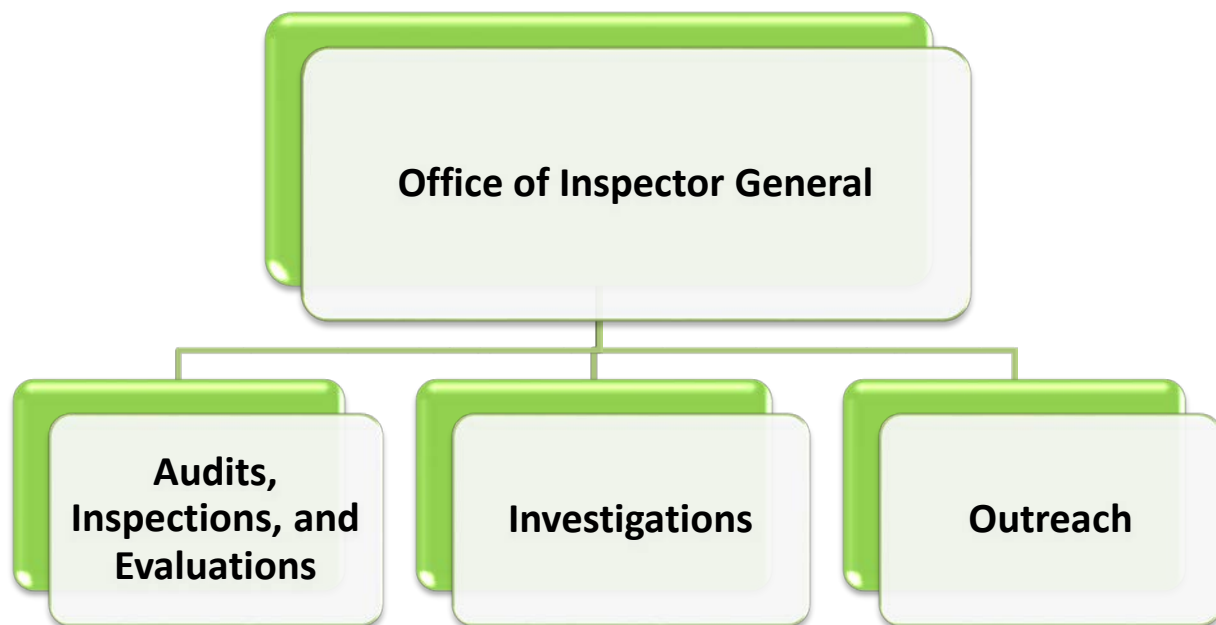 Office of Inspector General
Audits,
Inspections, and
Evaluations
Investigations
Outreach